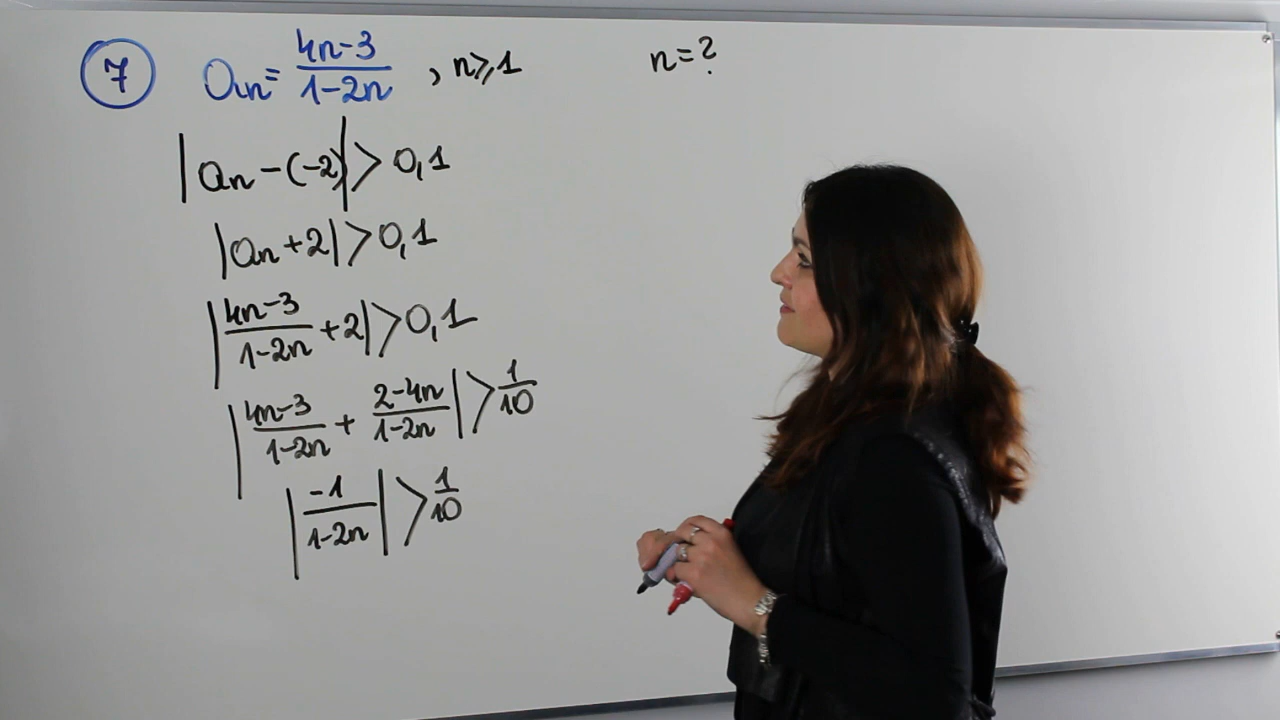 7 an = (4n-3)/(1-2n) , n⩾1 n=?
|an-(-2)| > 0,1
|an+2| > 0,1
|(4n-3)/(1-2n) + 2| > 0,1
|(4n-3)/(1-2n) + (2-4n)/(1-2n)| > 1/10
|(-1)/(1-2n)| > 1/10